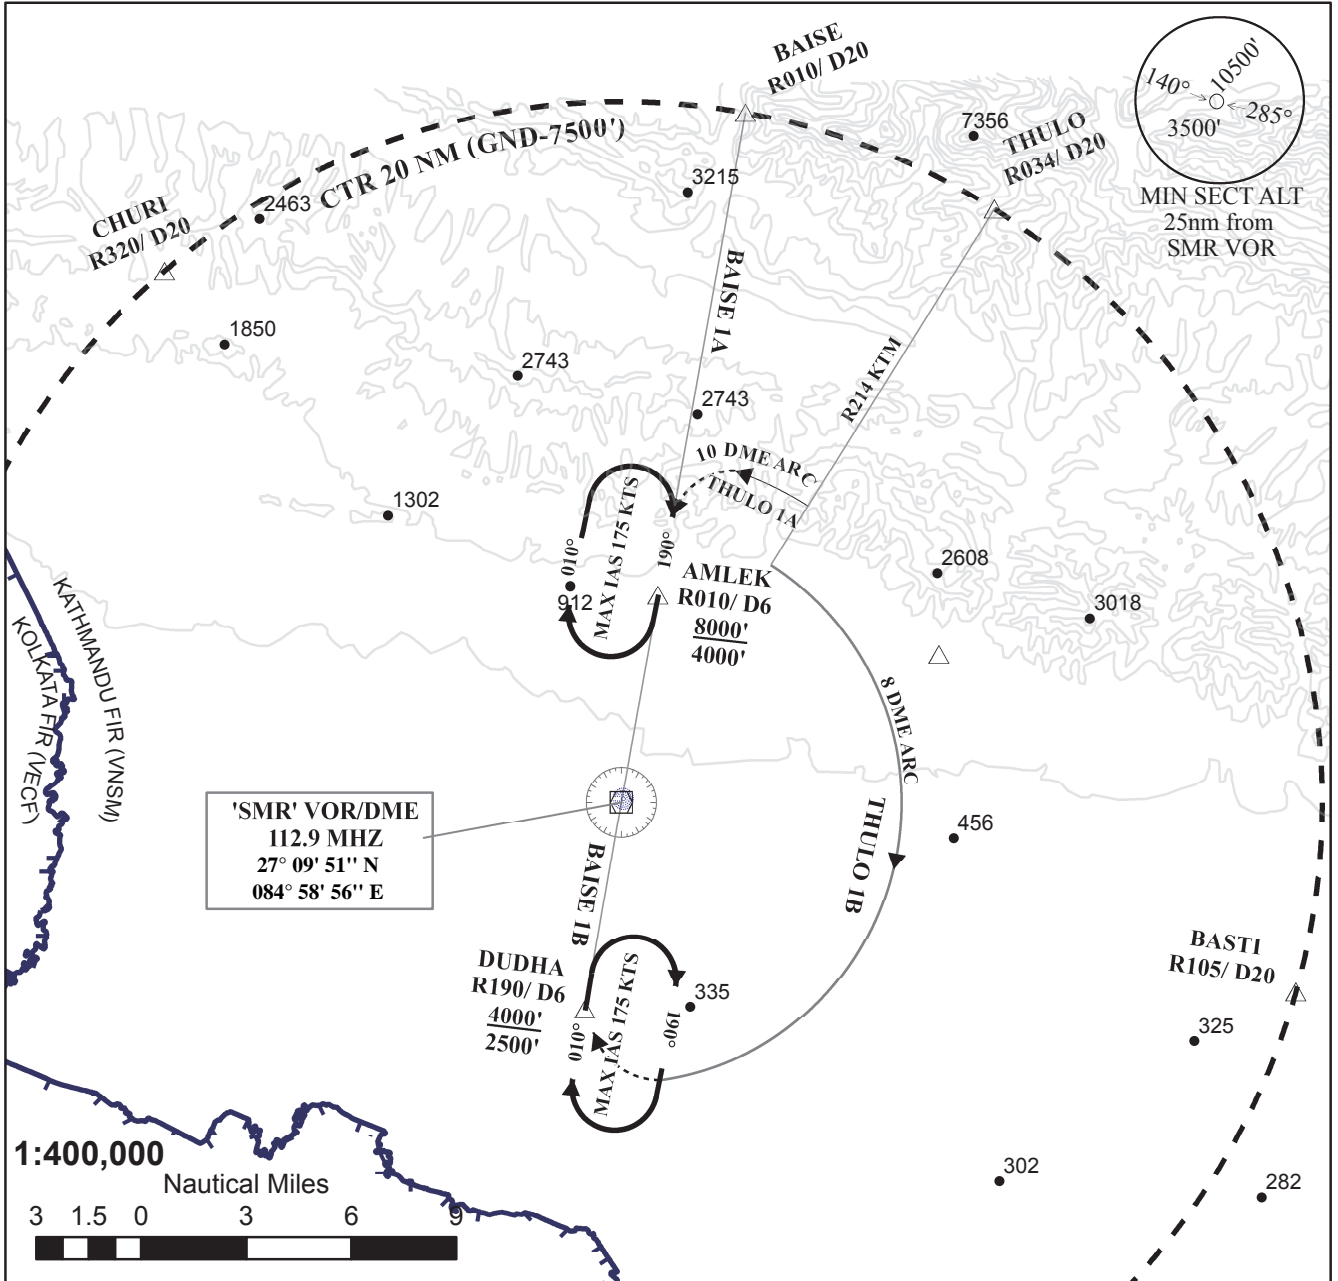 BAISE
R010/ D20
7356
THULO
R034/ D20
140°
10500'
285°
3500'
MIN SECT ALT
25nm from
SMR VOR
CTR 20 NM (GND-7500')
3215
CHURI
R320/ D20
2463
BAISE 1A
1850
2743
2743
R214 KTM
10 DME ARC
THULO 1A
1302
MAX IAS 175 KTS
010°
190°
912
AMLEK
R010/ D6
8000'
4000'
2608
3018
KATHMANDU FIR (VNSM)
KOLKATA FIR (VECF)
8 DME ARC
'SMR' VOR/DME
112.9 MHZ
27° 09' 51'' N
084° 58' 56'' E
456
THULO 1B
BAISE 1B
DUDHA
R190/ D6
4000'
2500'
MAX IAS 175 KTS
010°
190°
335
BASTI
R105/ D20
325
302
282
1:400,000
Nautical Miles
3 1.5 0 3 6 9